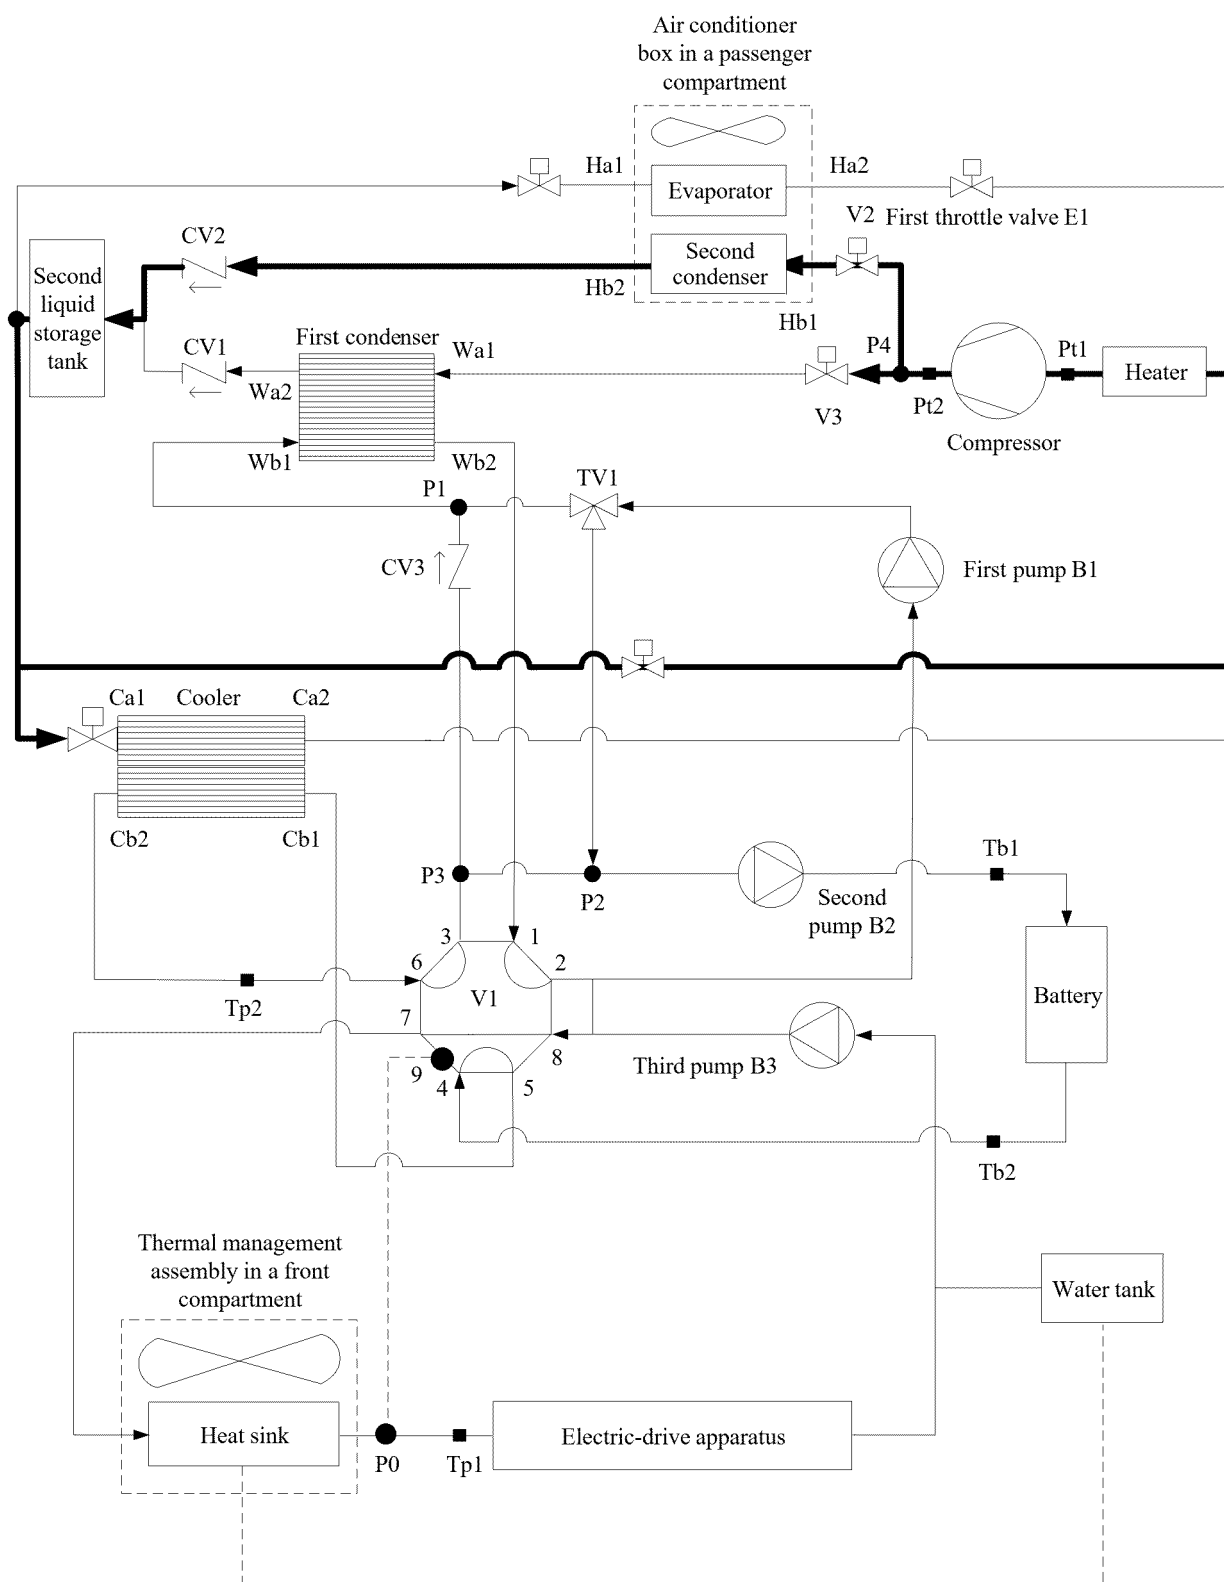 Air conditioner
box in a passenger
compartment
Ha1
Ha2
Evaporator
V2
First throttle valve E1
CV2
Second
liquid
storage
tank
Second
condenser
Hb2
Hb1
First condenser
CV1
Wa1
Wa2
P4
Pt1
Heater
V3
Pt2
Compressor
Wb1
Wb2
P1
TV1
CV3
First pump B1
Ca1
Cooler
Ca2
Cb2
Cb1
P3
P2
Second
pump B2
Tb1
3
1
6
2
V1
Battery
Tp2
7
8
Third pump B3
9
4
5
Tb2
Thermal management
assembly in a front
compartment
Water tank
Heat sink
P0
Tp1
Electric-drive apparatus